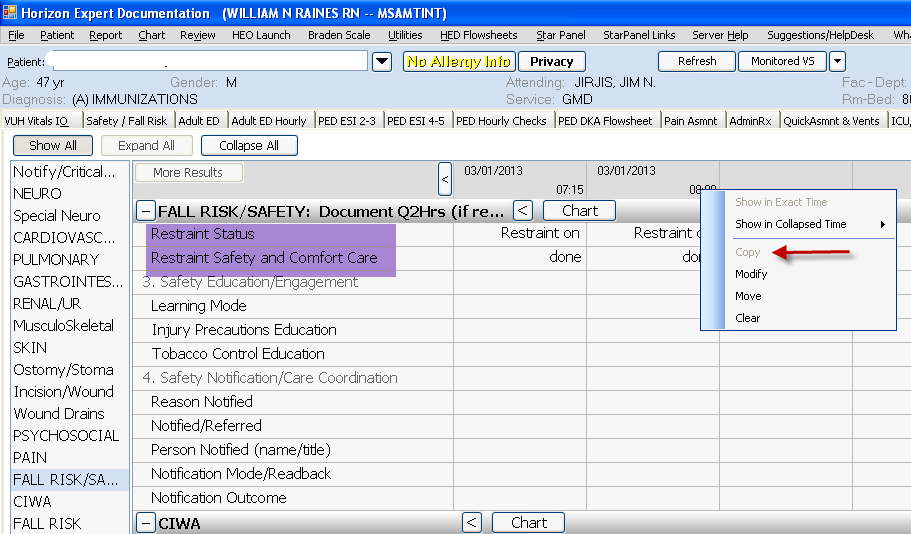 Horizon Expert Documentation (WILLIAM N RAINES RN -- MSAMTINT)
File Patient Report Chart Review HEO Launch Braden Scale Utilities HED Flowsheets Star Panel StarPanel Links Server Help Suggestions/HelpDesk Wha
Patient: No Allergy Info Privacy Refresh Monitored VS
Age: 47 yr Gender: M Attending: JIRJIS, JIM N. Fac - Dept:
Diagnosis: (A) IMMUNIZATIONS Service: GMD Rm-Bed: 80
VUH Vitals IO Safety / Fall Risk Adult ED Adult ED Hourly PED ESI 2-3 PED ESI 4-5 PED Hourly Checks PED DKA Flowsheet Pain Asmnt AdminRx QuickAsmnt & Vents ICU,
Show All Expand All Collapse All
Notify/Critical...
NEURO
Special Neuro
CARDIOVASC...
PULMONARY
GASTROINTES...
RENAL/UR
MusculoSkeletal
SKIN
Ostomy/Stoma
Incision/Wound
Wound Drains
PSYCHOSOCIAL
PAIN
FALL RISK/SA...
CIWA
FALL RISK
More Results < 03/01/2013 03/01/2013
07:15 08:00
FALL RISK/SAFETY: Document Q2Hrs (if re... < Chart
Restraint Status Restraint on Restraint o
Restraint Safety and Comfort Care done do
3. Safety Education/Engagement
Learning Mode
Injury Precautions Education
Tobacco Control Education
4. Safety Notification/Care Coordination
Reason Notified
Notified/Referred
Person Notified (name/title)
Notification Mode/Readback
Notification Outcome
CIWA < Chart
Show in Exact Time
Show in Collapsed Time
Copy
Modify
Move
Clear